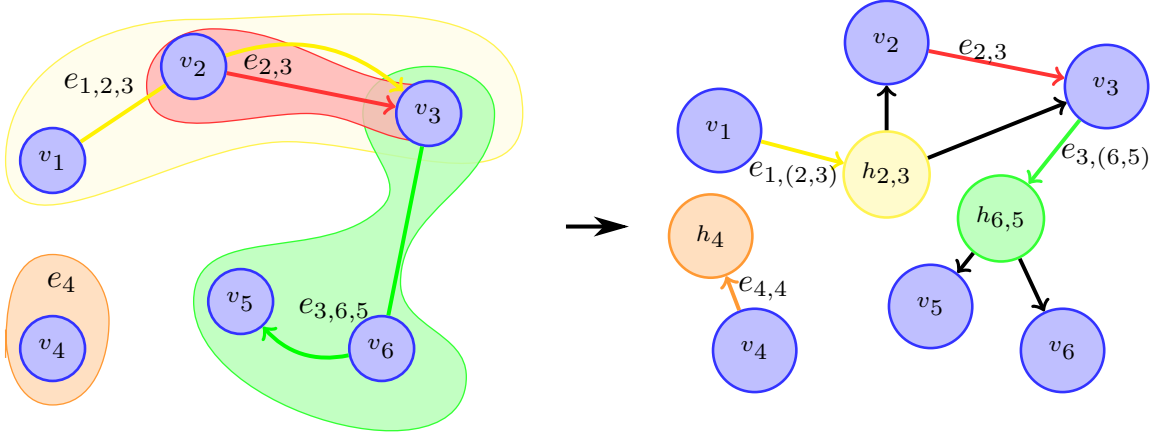 e₁,₂,₃
v₂
e₂,₃
v₃
v₁
e₄
v₄
v₅
e₃,₆,₅
v₆
v₂
e₂,₃
v₃
v₁
e₁,(₂,₃)
h₂,₃
e₃,(₆,₅)
h₄
h₆,₅
e₄,₄
v₅
v₄
v₆